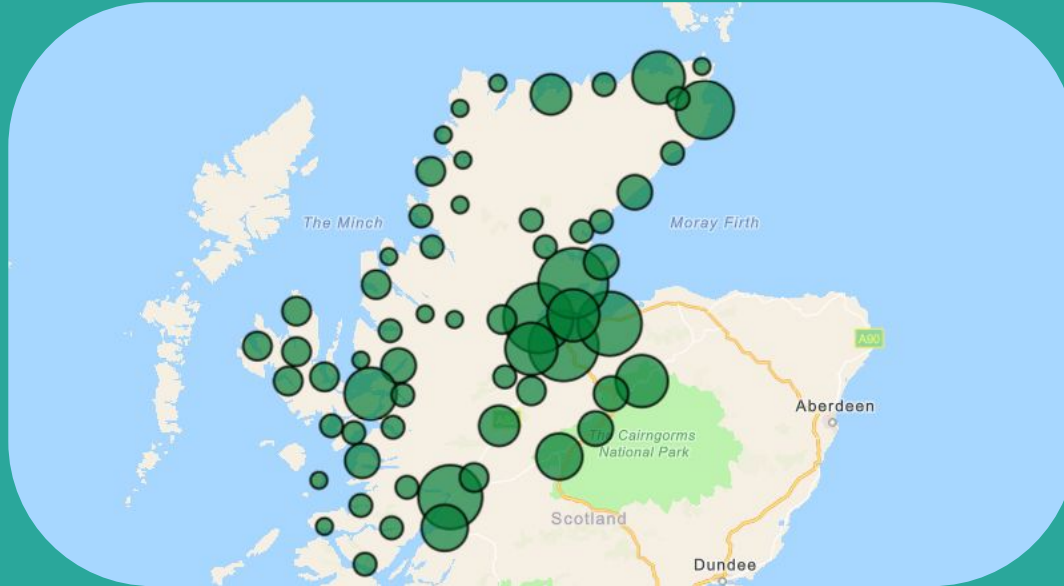 The Minch
Moray Firth
A90
Aberdeen
The Cairngorms
National Park
Scotland
Dundee